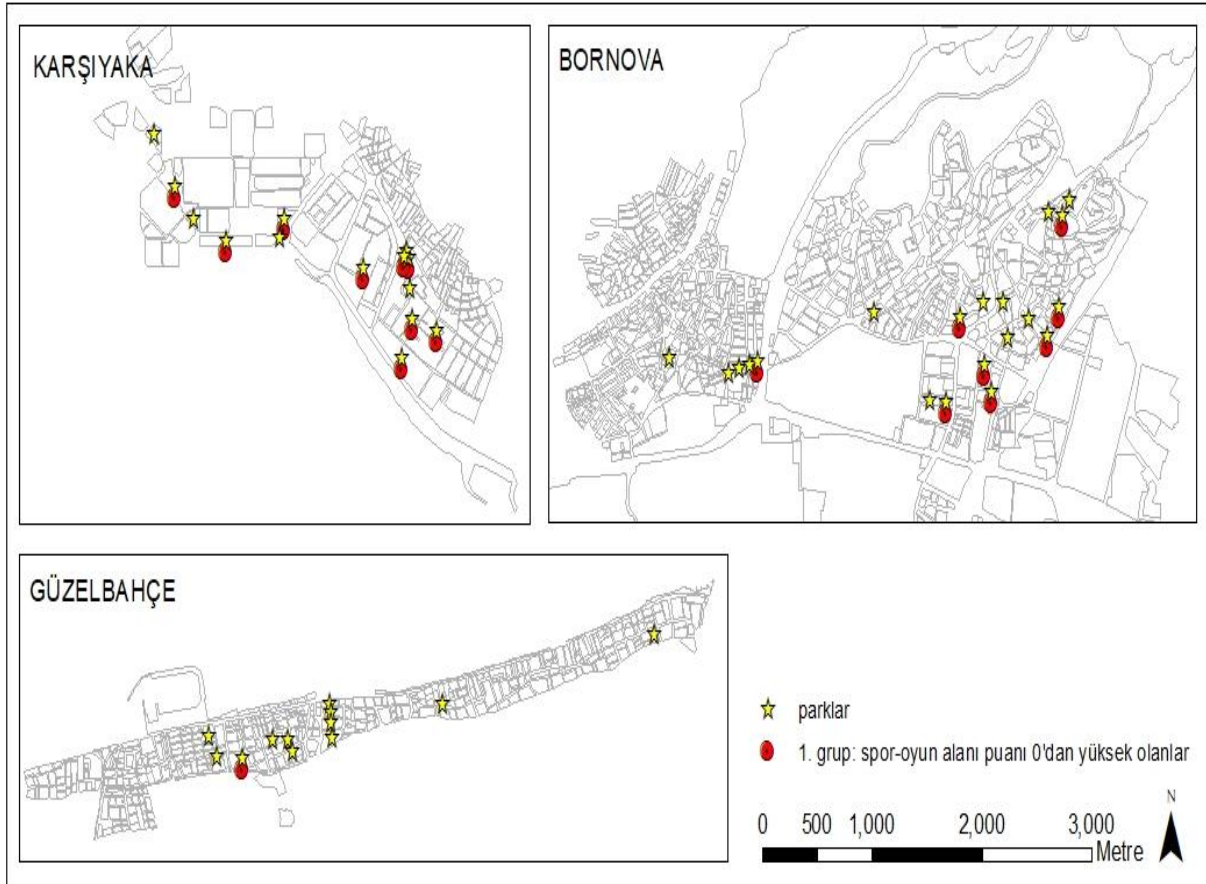 KARŞIYAKA
BORNOVA
GÜZELBAHÇE
parklar
1. grup: spor-oyun alanı puanı 0'dan yüksek olanlar
N
0 500 1,000 2,000 3,000
Metre